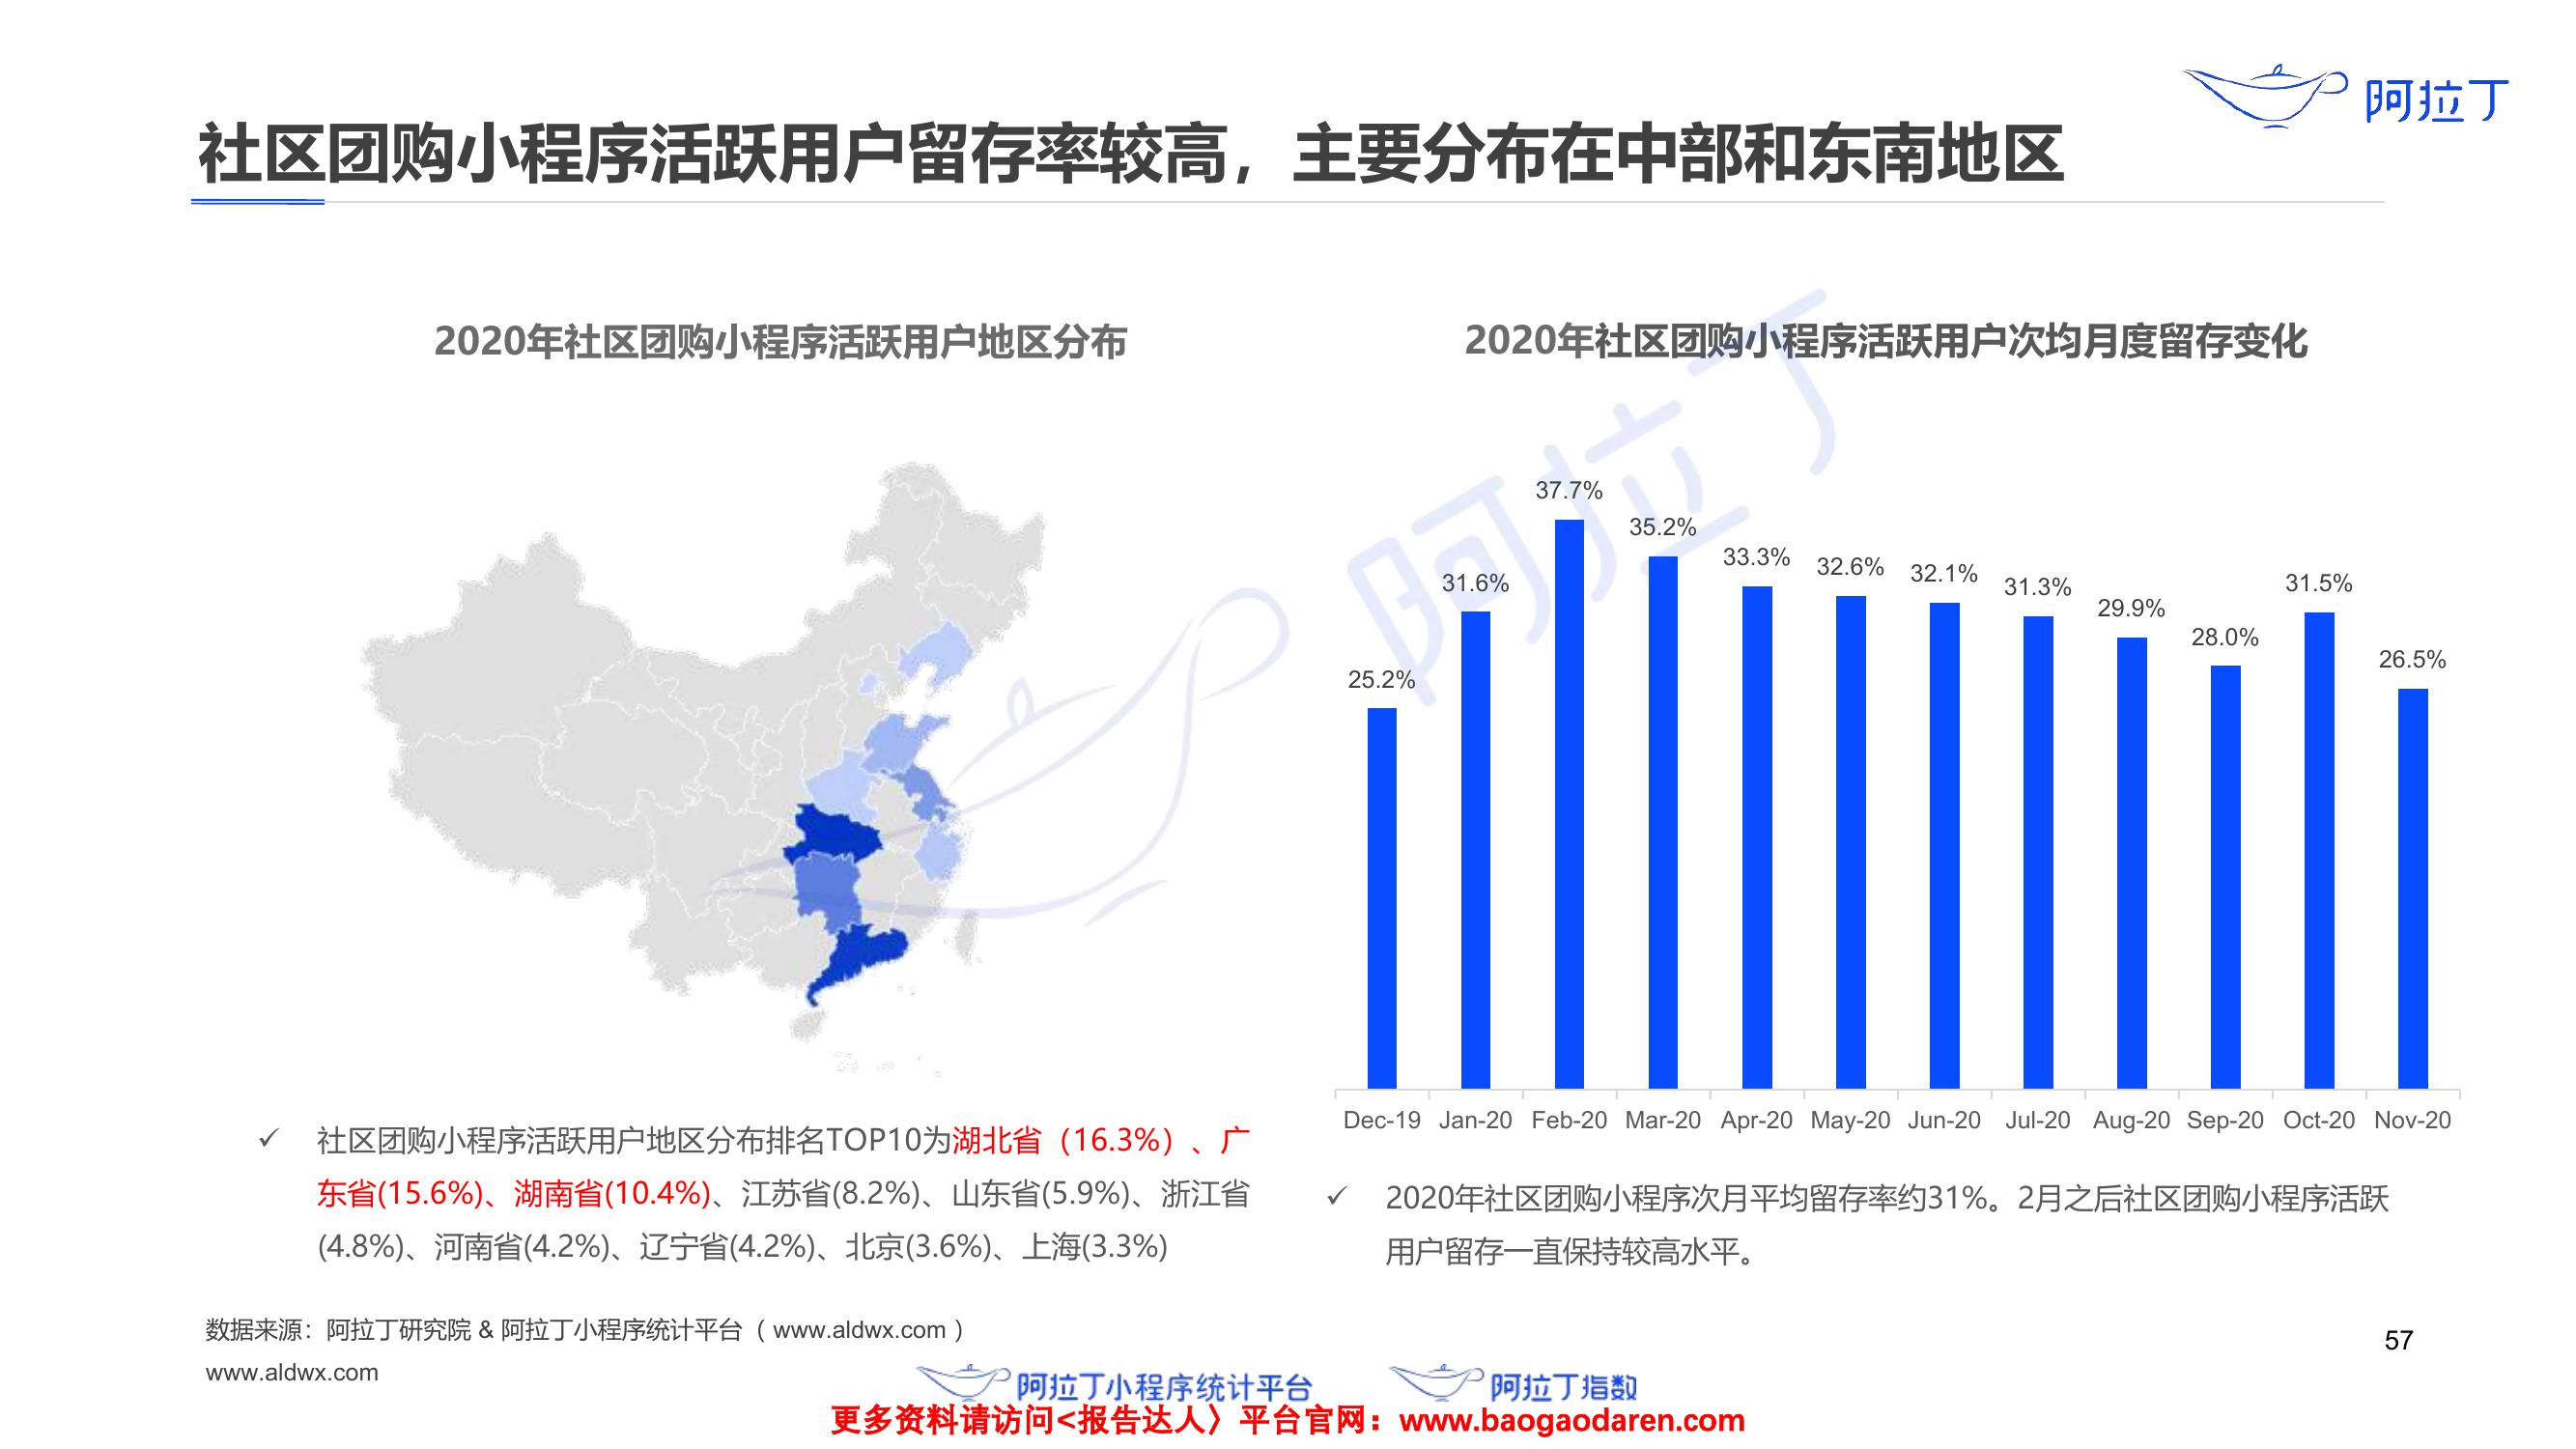 阿拉丁
社区团购小程序活跃用户留存率较高，主要分布在中部和东南地区
2020年社区团购小程序活跃用户地区分布
✓ 社区团购小程序活跃用户地区分布排名TOP10为湖北省（16.3%）、广
东省(15.6%)、湖南省(10.4%)、江苏省(8.2%)、山东省(5.9%)、浙江省
(4.8%)、河南省(4.2%)、辽宁省(4.2%)、北京(3.6%)、上海(3.3%)
2020年社区团购小程序活跃用户次均月度留存变化
阿拉丁
25.2% 31.6% 37.7% 35.2% 33.3% 32.6% 32.1% 31.3% 29.9% 28.0% 31.5% 26.5%
Dec-19 Jan-20 Feb-20 Mar-20 Apr-20 May-20 Jun-20 Jul-20 Aug-20 Sep-20 Oct-20 Nov-20
✓ 2020年社区团购小程序次月平均留存率约31%。2月之后社区团购小程序活跃
用户留存一直保持较高水平。
数据来源：阿拉丁研究院 & 阿拉丁小程序统计平台（www.aldwx.com）
57
www.aldwx.com
阿拉丁小程序统计平台 阿拉丁指数
更多资料请访问<报告达人〉平台官网：www.baogaodaren.com